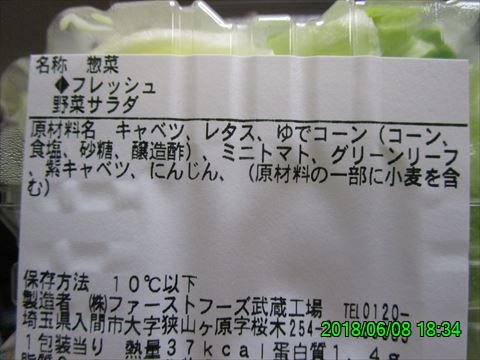 名称 惣菜
フレッシュ
野菜サラダ
原材料名 キャベツ、レタス、ゆでコーン(コーン、
食塩、砂糖、醸造酢)、ミニトマト、グリーンリーフ
、紫キャベツ、にんじん、(原材料の一部に小麦を含
む)
保存方法 10℃以下
製造者 (株)ファーストフーズ武蔵工場 TEL0120-
埼玉県入間市大字狭山ヶ原字桜木254-
1包装当り 熱量37kcal 蛋白質
2018/06/08 18:34